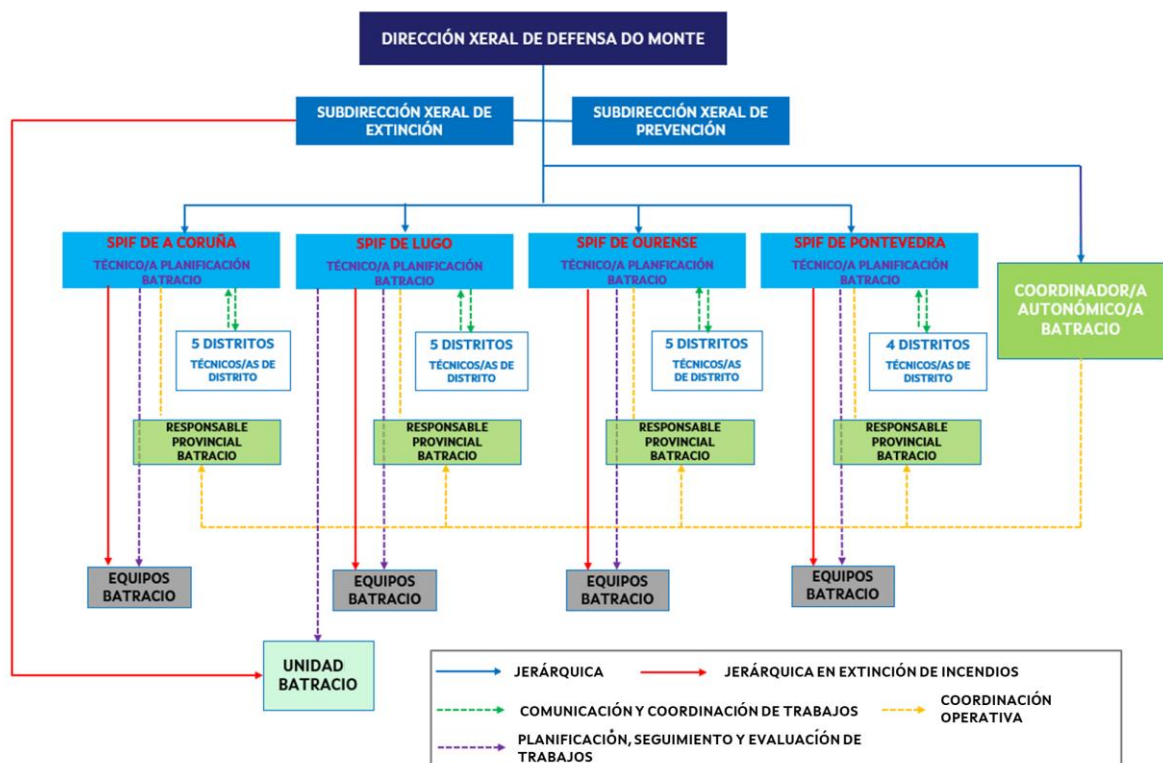 DIRECCIÓN XERAL DE DEFENSA DO MONTE
SUBDIRECCIÓN XERAL DE
EXTINCIÓN
SUBDIRECCIÓN XERAL DE
PREVENCIÓN
SPIF DE A CORUÑA
TÉCNICO/A PLANIFICACIÓN
BATRACIO
SPIF DE LUGO
TÉCNICO/A PLANIFICACIÓN
BATRACIO
SPIF DE OURENSE
TÉCNICO/A PLANIFICACIÓN
BATRACIO
SPIF DE PONTEVEDRA
TÉCNICO/A PLANIFICACIÓN
BATRACIO
COORDINADOR/A
AUTONÓMICO/A
BATRACIO
5 DISTRITOS
TÉCNICOS/AS DE
DISTRITO
5 DISTRITOS
TÉCNICOS/AS DE
DISTRITO
5 DISTRITOS
TÉCNICOS/AS
DE DISTRITO
4 DISTRITOS
TÉCNICOS/AS
DE DISTRITO
RESPONSABLE
PROVINCIAL
BATRACIO
RESPONSABLE
PROVINCIAL
BATRACIO
RESPONSABLE
PROVINCIAL
BATRACIO
RESPONSABLE
PROVINCIAL
BATRACIO
EQUIPOS
BATRACIO
EQUIPOS
BATRACIO
EQUIPOS
BATRACIO
EQUIPOS
BATRACIO
UNIDAD
BATRACIO
JERÁRQUICA
JERÁRQUICA EN EXTINCIÓN DE INCENDIOS
COMUNICACIÓN Y COORDINACIÓN DE TRABAJOS
COORDINACIÓN
OPERATIVA
PLANIFICACIÓN, SEGUIMIENTO Y EVALUACÍÓN DE
TRABAJOS